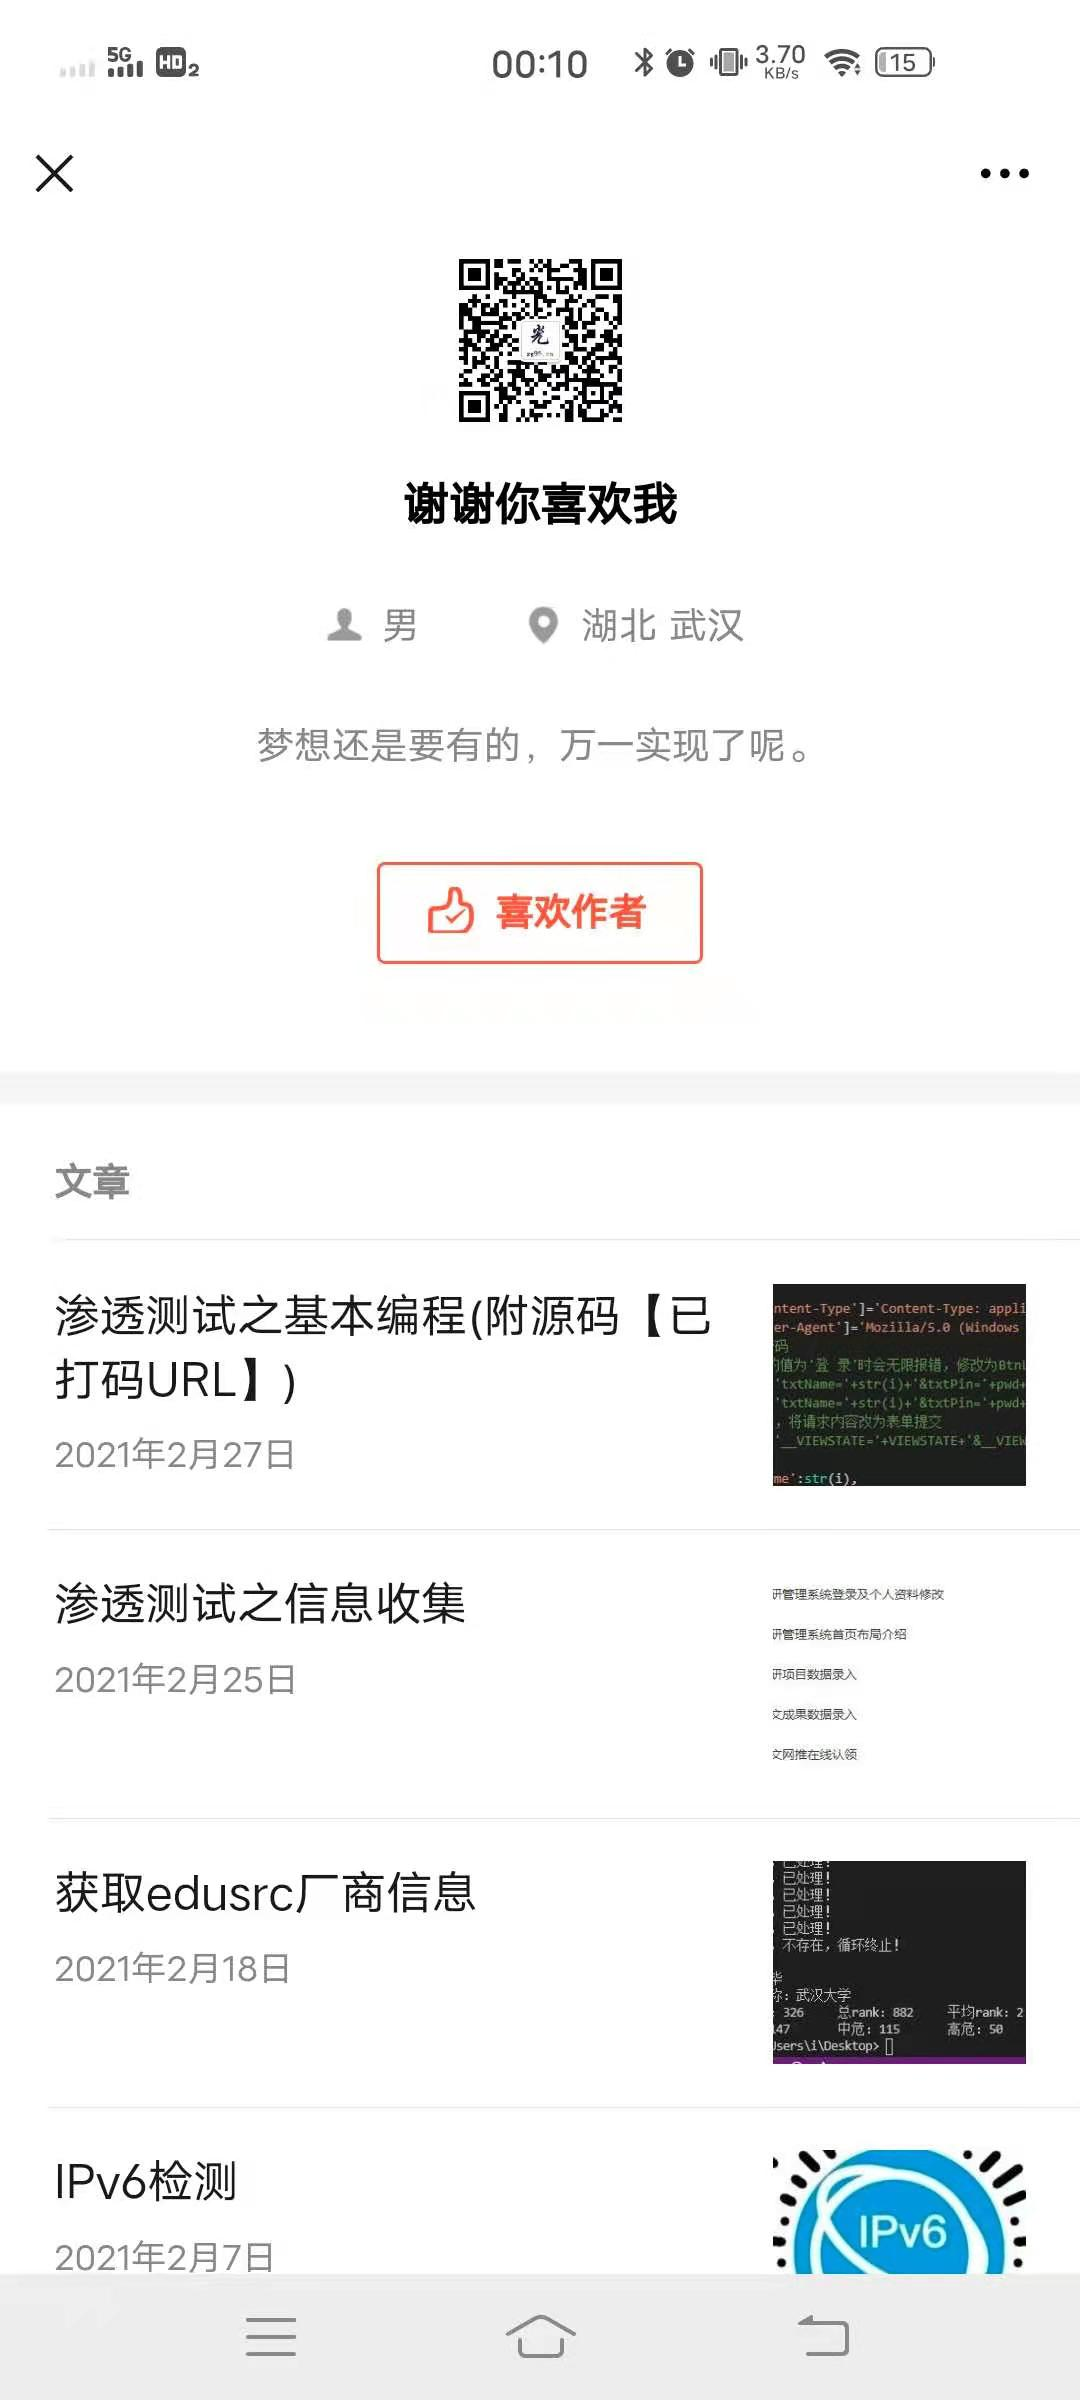 5G HD 2 00:10 3.70 KB/s 15
光
谢谢你喜欢我
男 湖北 武汉
梦想还是要有的，万一实现了呢。
喜欢作者
文章
渗透测试之基本编程(附源码【已
打码URL】)
2021年2月27日
ntent-Type']='Content-Type: appli
er-Agent']='Mozilla/5.0 (Windows
码
的值为'登 录'时会无限报错，修改为Btnl
'txtName='+str(i)+'&txtPin='+pwd+
'txtName='+str(i)+'&txtPin='+pwd+
，将请求内容改为表单提交
'__VIEWSTATE='+VIEWSTATE+'&__VIEW
me':str(i),
渗透测试之信息收集
2021年2月25日
研管理系统登录及个人资料修改
研管理系统首页布局介绍
研项目数据录入
文成果数据录入
文网推在线认领
获取edusrc厂商信息
2021年2月18日
已处理!
已处理!
已处理!
已处理!
已处理!
不存在，循环终止!
毕
称: 武汉大学
: 326 总rank: 882 平均rank: 2
147 中危: 115 高危: 50
Users\i\Desktop>
IPv6检测
2021年2月7日
IPv6